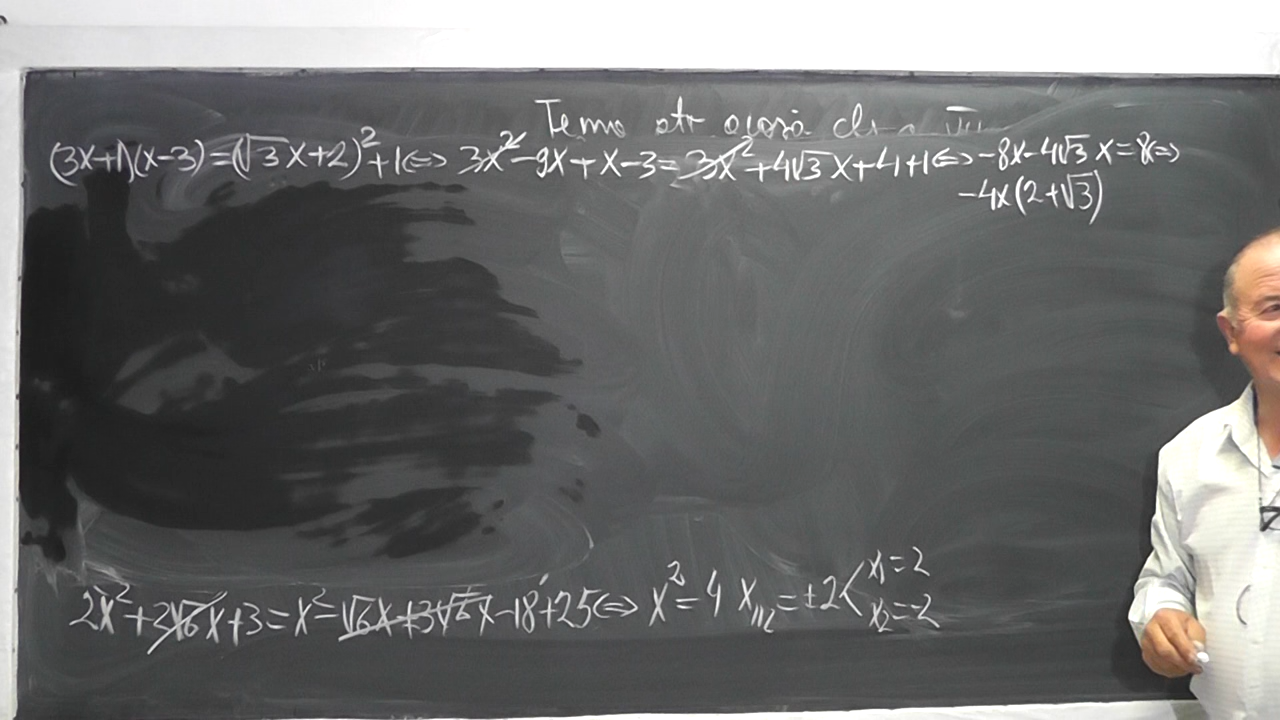 Tema
(3x+1)(x-3)=(√3x+2)²+1⇔ 3x²-9x+x-3=3x²+4√3x+4+1⇔-8x-4√3x=8⇒
-4x(2+√3)
2x²+2√6x+3=x²-√6x+3√6x-18+25⇔ x²=4 x₁,₂=±2< x₁=2
x₂=-2